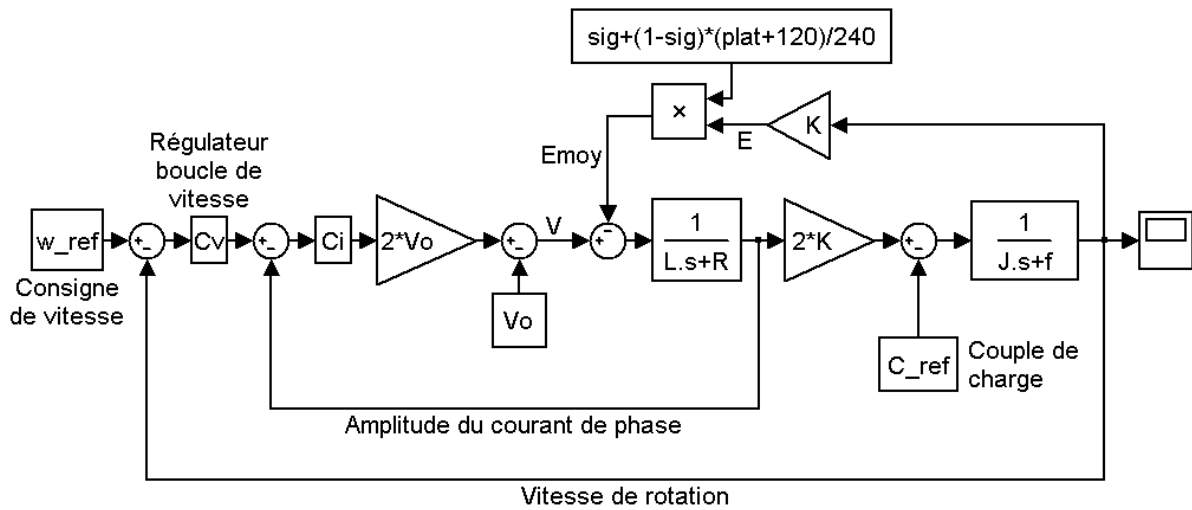 sig+(1-sig)*(plat+120)/240
×
K
E
Emoy
Régulateur
boucle de
vitesse
w_ref
+
-
Cv
+
-
Ci
2*Vo
+
-
V
+
-
1
L.s+R
2*K
+
-
1
J.s+f
Consigne
de vitesse
Vo
C_ref
Couple de
charge
Amplitude du courant de phase
Vitesse de rotation